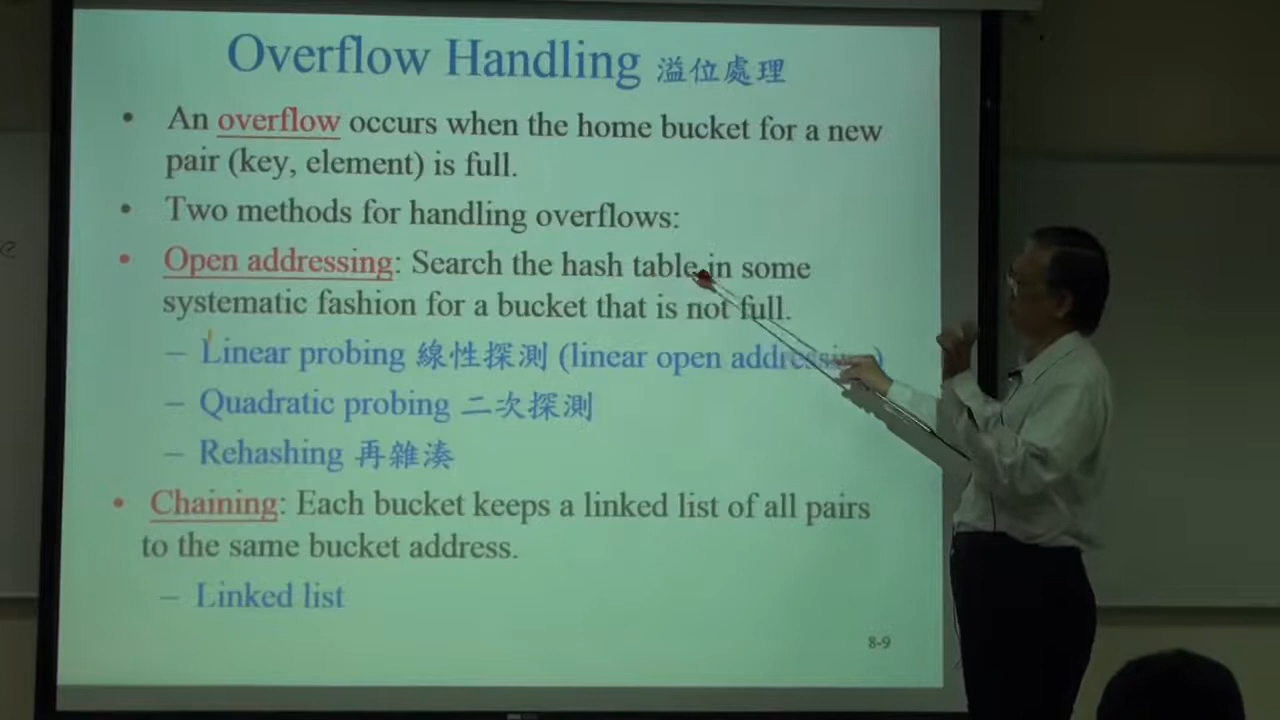 Overflow Handling 溢位處理
• An overflow occurs when the home bucket for a new
pair (key, element) is full.
• Two methods for handling overflows:
• Open addressing: Search the hash table in some
systematic fashion for a bucket that is not full.
– Linear probing 線性探測 (linear open addressing)
– Quadratic probing 二次探測
– Rehashing 再雜湊
• Chaining: Each bucket keeps a linked list of all pairs
to the same bucket address.
– Linked list
8-9